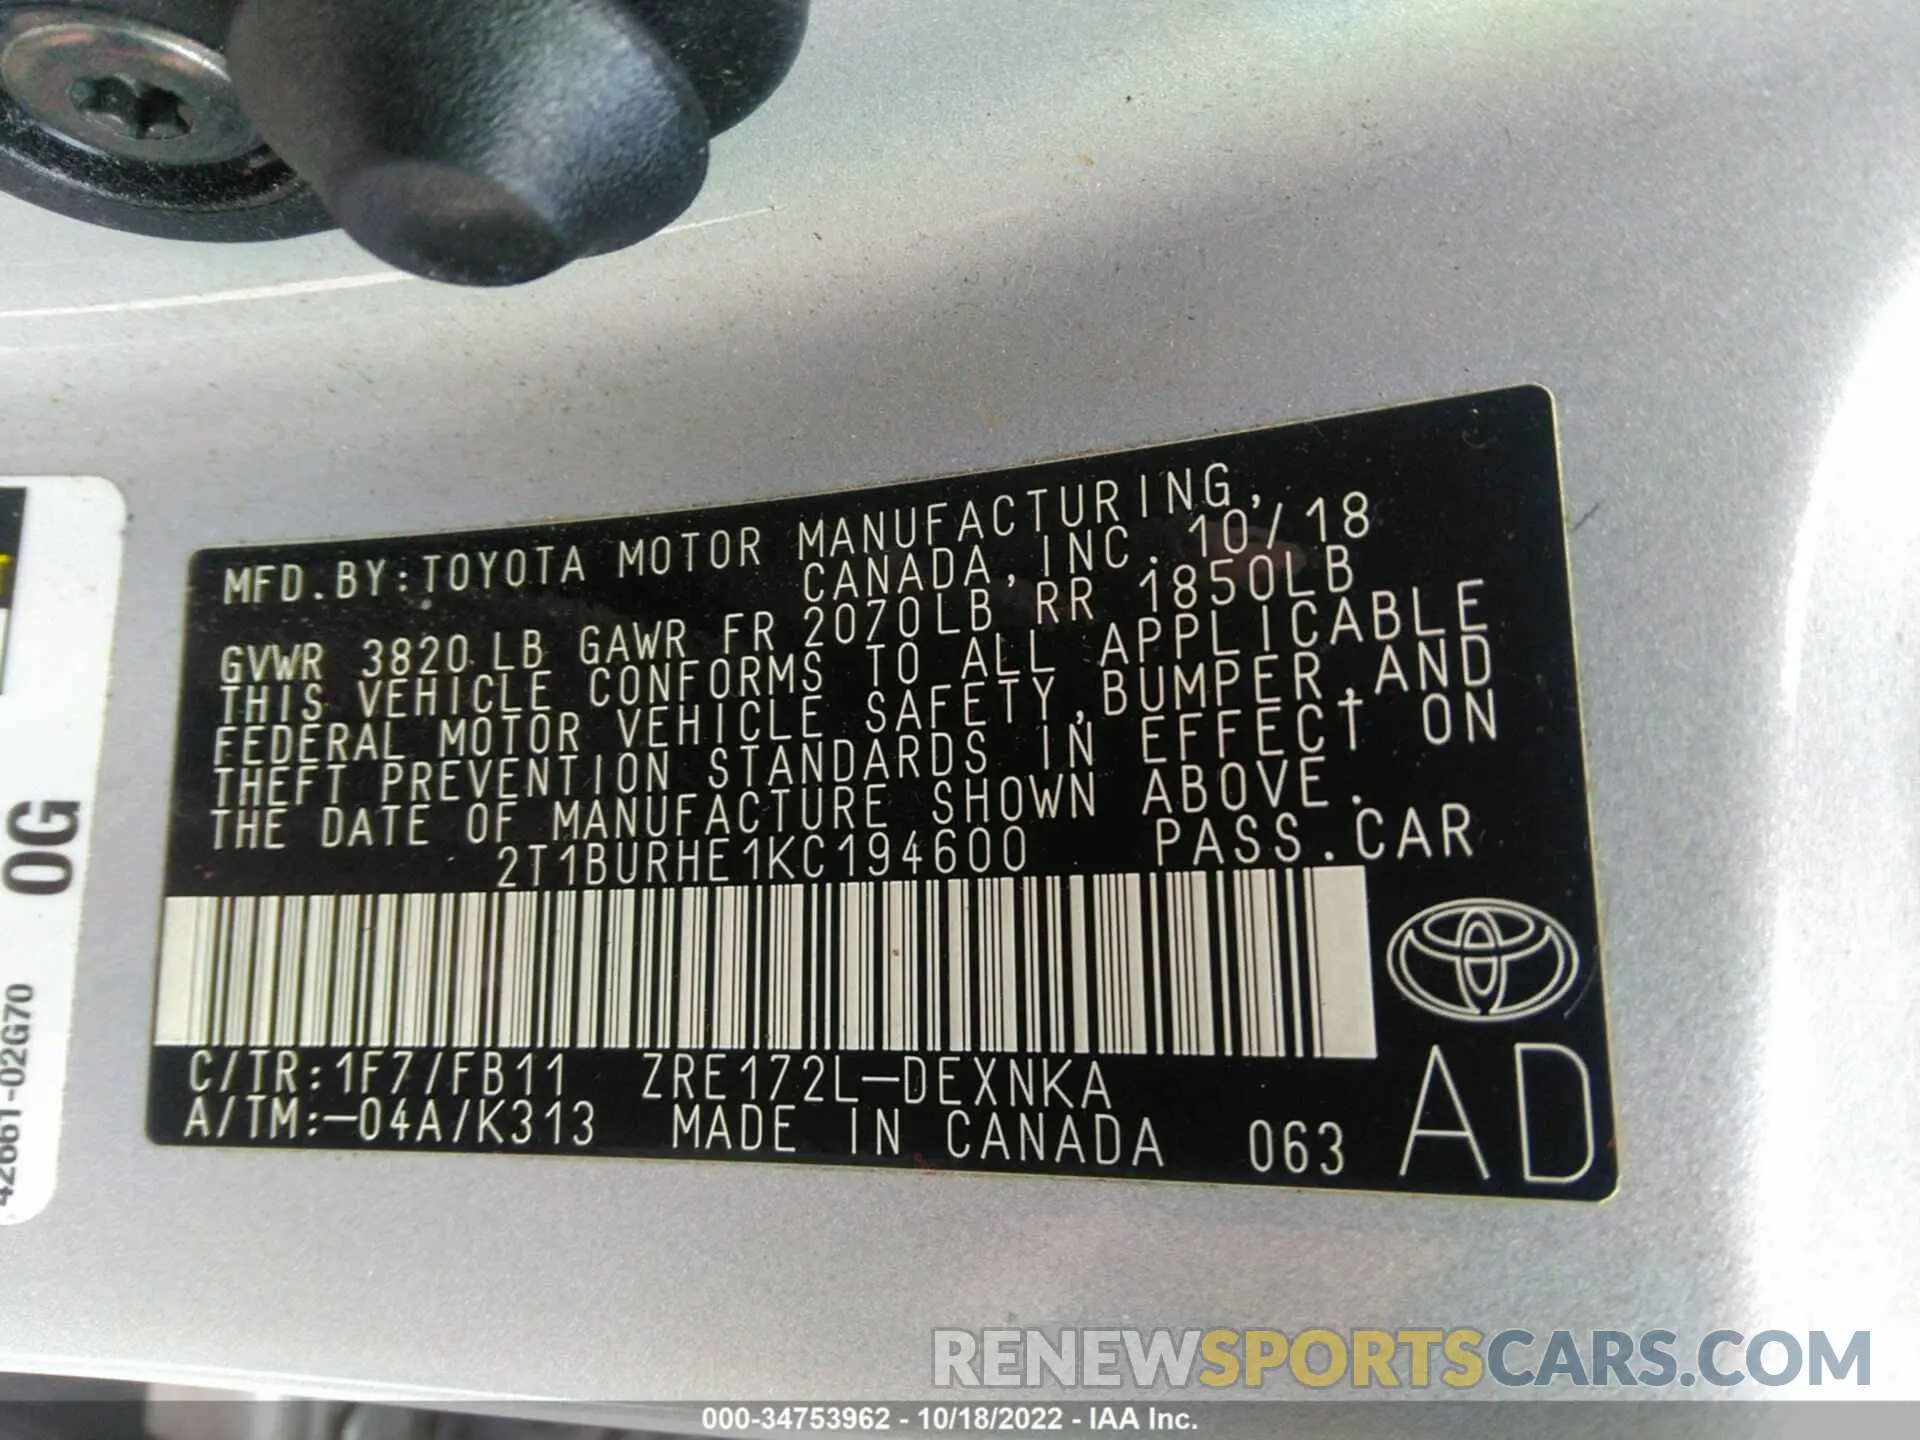 MFD.BY:TOYOTA MOTOR MANUFACTURING,
CANADA, INC. 10/18
GVWR 3820 LB GAWR FR 2070LB RR 1850LB
THIS VEHICLE CONFORMS TO ALL APPLICABLE
FEDERAL MOTOR VEHICLE SAFETY,BUMPER,AND
THEFT PREVENTION STANDARDS IN EFFECT ON
THE DATE OF MANUFACTURE SHOWN ABOVE.
2T1BURHE1KC194600 PASS.CAR
C/TR:1F7/FB11 ZRE172L-DEXNKA
A/TM:-04A/K313 MADE IN CANADA 063 AD
0G
42661-02G70
RENEWSPORTSCARS.COM
000-34753962 - 10/18/2022 - IAA Inc.